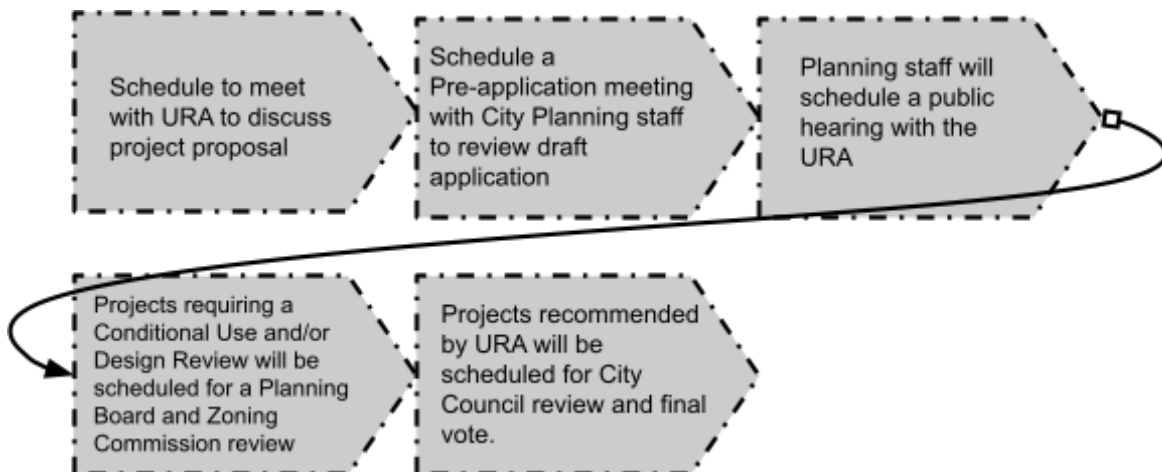 Schedule to meet
with URA to discuss
project proposal
Schedule a
Pre-application meeting
with City Planning staff
to review draft
application
Planning staff will
schedule a public
hearing with the
URA
Projects requiring a
Conditional Use and/or
Design Review will be
scheduled for a Planning
Board and Zoning
Commission review
Projects recommended
by URA will be
scheduled for City
Council review and final
vote.